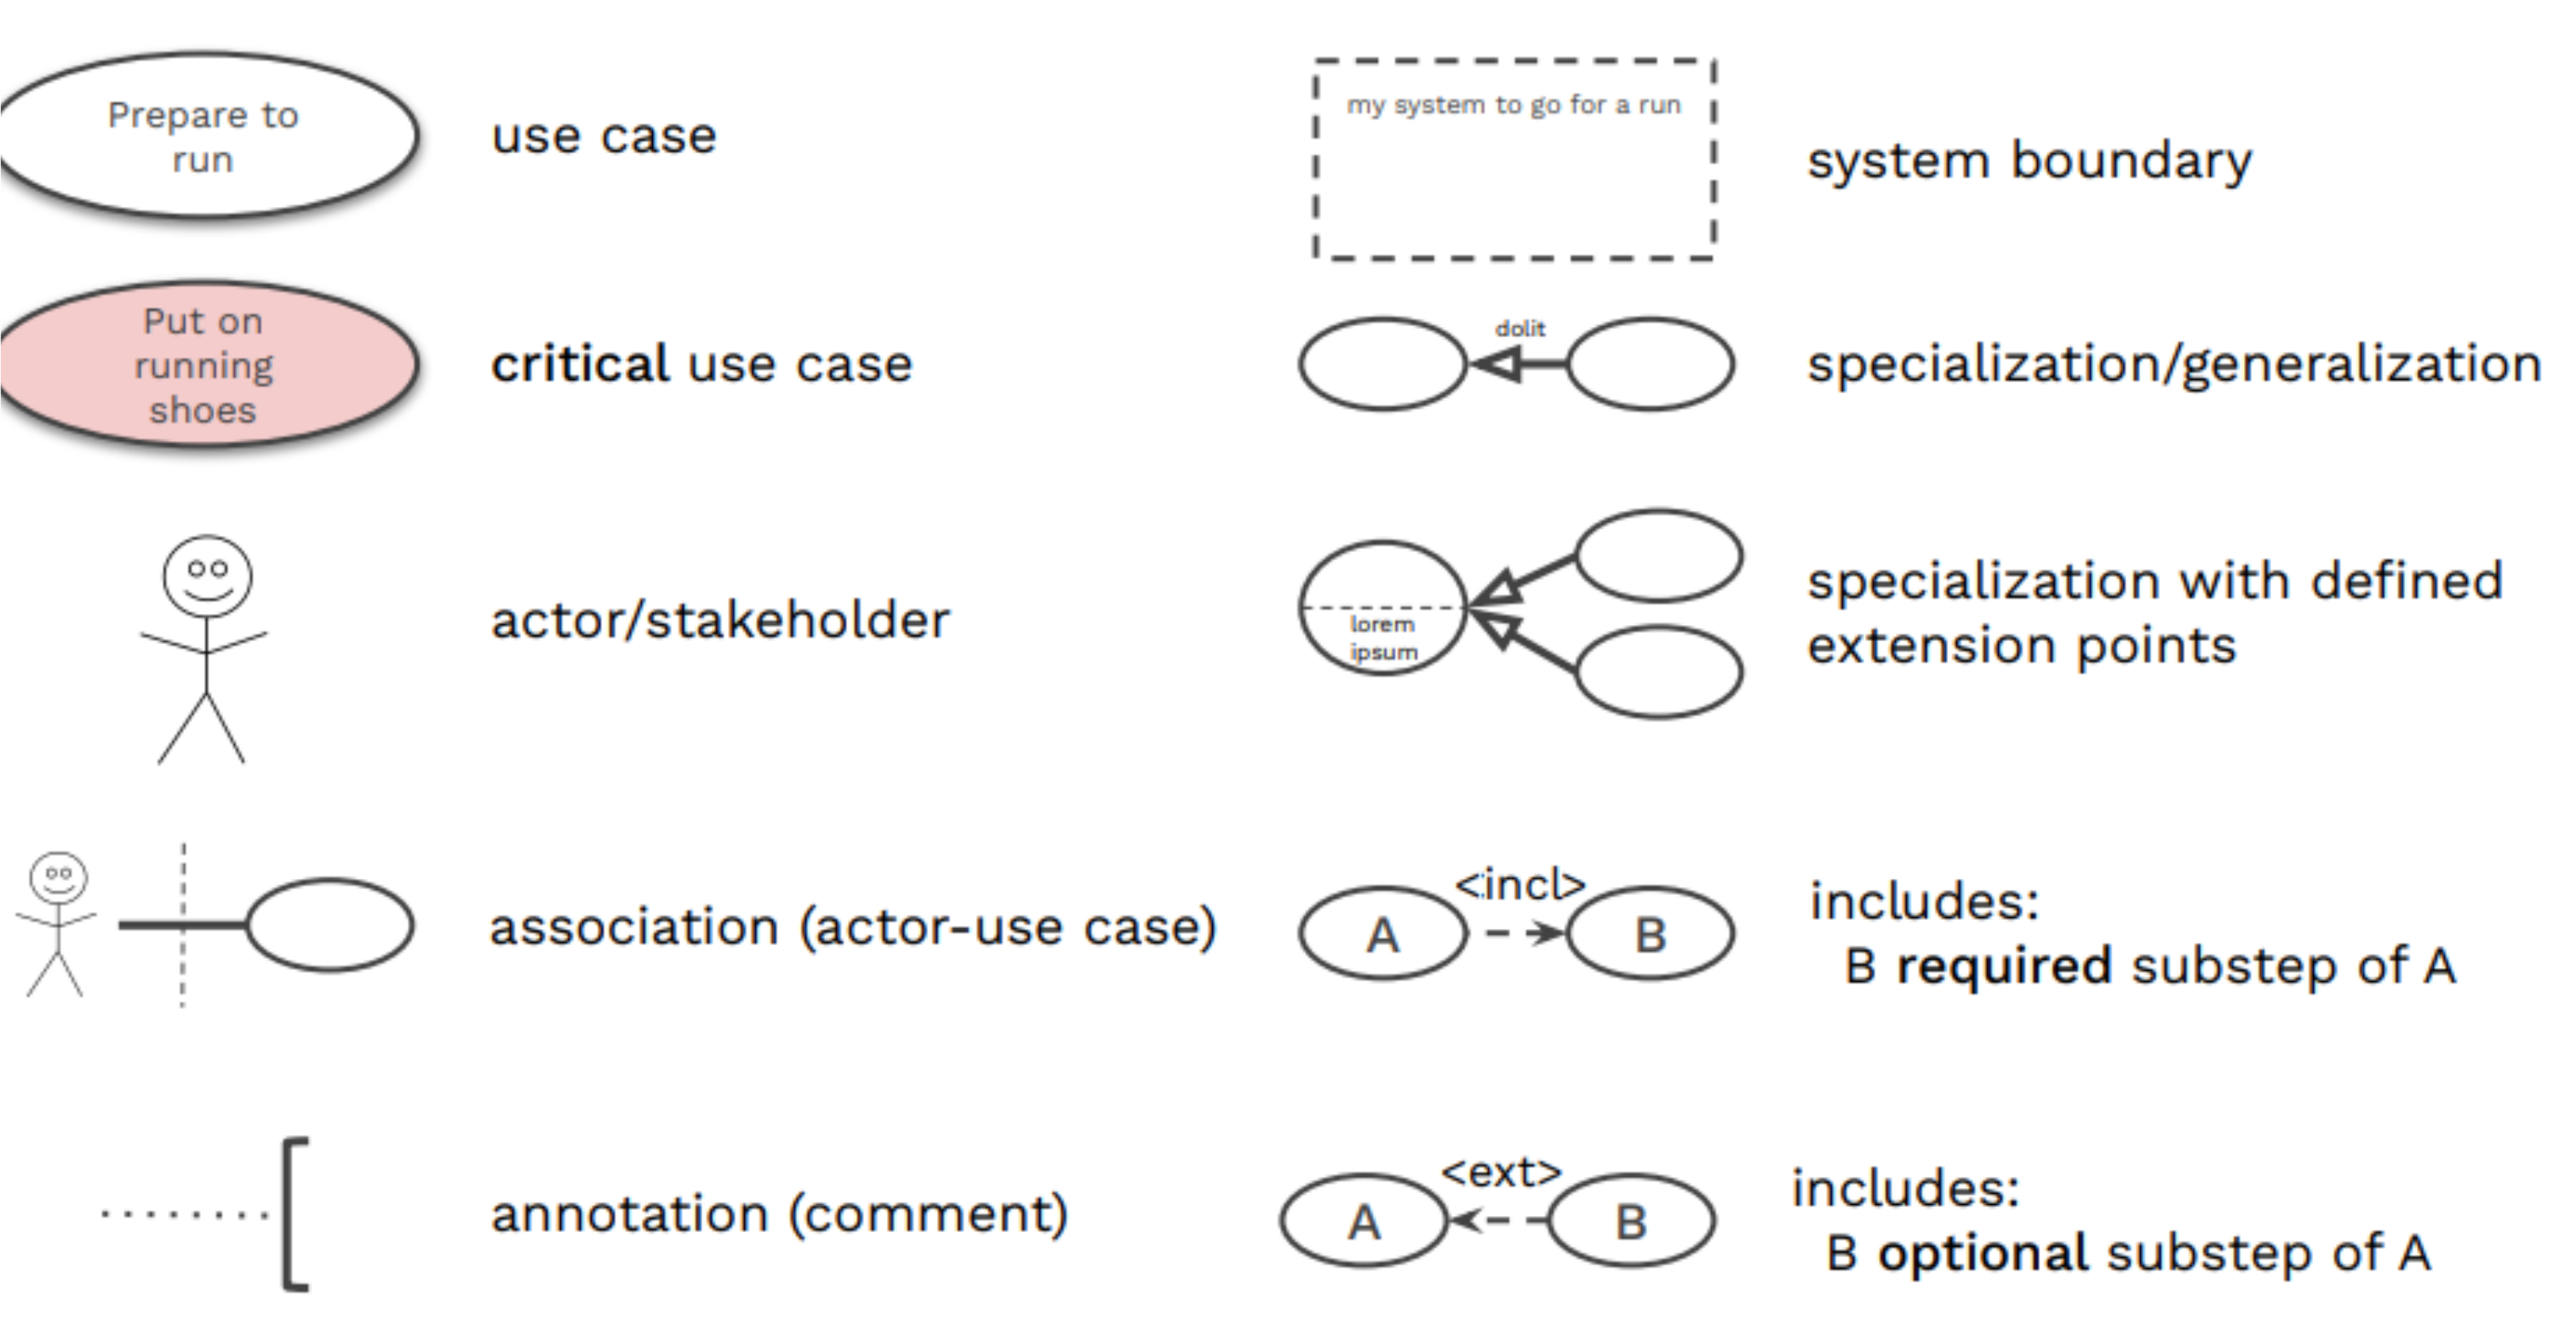 Prepare to
run
use case
Put on
running
shoes
critical use case
actor/stakeholder
association (actor-use case)
annotation (comment)
my system to go for a run
system boundary
dolit
specialization/generalization
lorem
ipsum
specialization with defined
extension points
<incl>
A
B
includes:
B required substep of A
<ext>
A
B
includes:
B optional substep of A